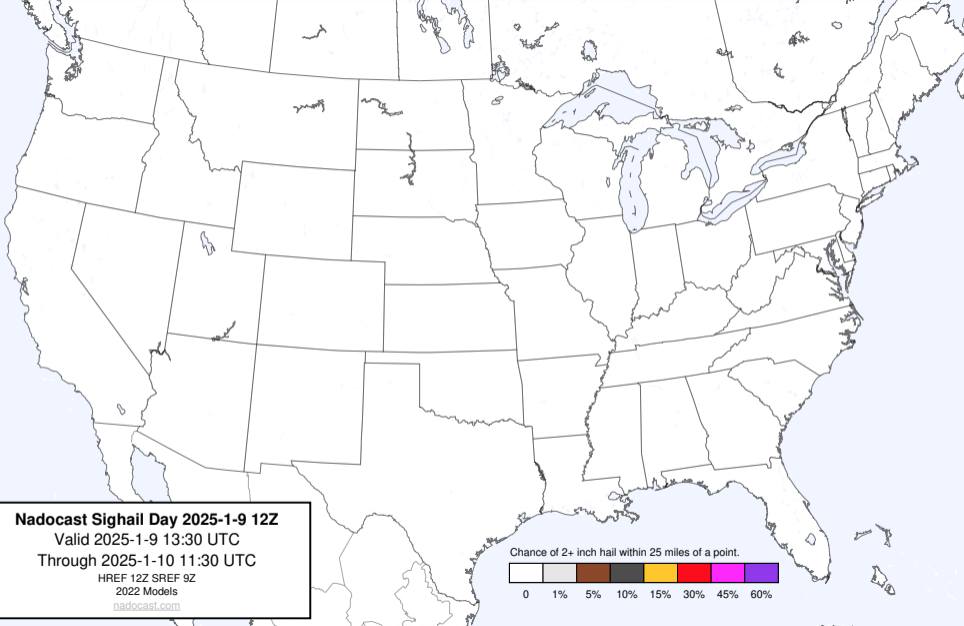 Nadocast Sighail Day 2025-1-9 12Z
Valid 2025-1-9 13:30 UTC
Through 2025-1-10 11:30 UTC
HREF 12Z SREF 9Z
2022 Models
nadocast.com
Chance of 2+ inch hail within 25 miles of a point.
0 1% 5% 10% 15% 30% 45% 60%